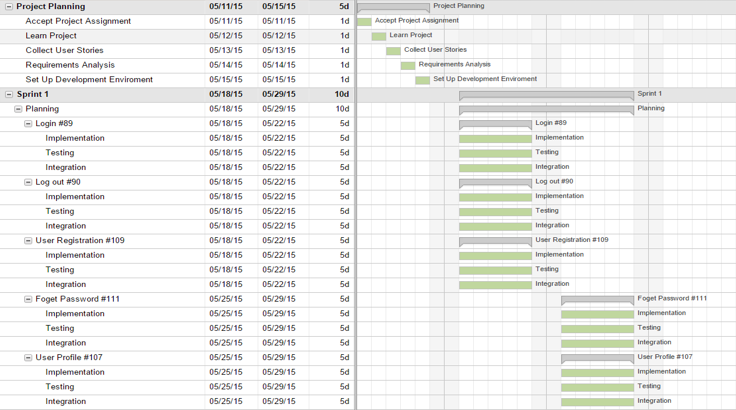 Project Planning 05/11/15 05/15/15 5d Project Planning
Accept Project Assignment 05/11/15 05/11/15 1d Accept Project Assignment
Learn Project 05/12/15 05/12/15 1d Learn Project
Collect User Stories 05/13/15 05/13/15 1d Collect User Stories
Requirements Analysis 05/14/15 05/14/15 1d Requirements Analysis
Set Up Development Enviroment 05/15/15 05/15/15 1d Set Up Development Enviroment
Sprint 1 05/18/15 05/29/15 10d Sprint 1
Planning 05/18/15 05/29/15 10d Planning
Login #89 05/18/15 05/22/15 5d Login #89
Implementation 05/18/15 05/22/15 5d Implementation
Testing 05/18/15 05/22/15 5d Testing
Integration 05/18/15 05/22/15 5d Integration
Log out #90 05/18/15 05/22/15 5d Log out #90
Implementation 05/18/15 05/22/15 5d Implementation
Testing 05/18/15 05/22/15 5d Testing
Integration 05/18/15 05/22/15 5d Integration
User Registration #109 05/18/15 05/22/15 5d User Registration #109
Implementation 05/18/15 05/22/15 5d Implementation
Testing 05/18/15 05/22/15 5d Testing
Integration 05/18/15 05/22/15 5d Integration
Foget Password #111 05/25/15 05/29/15 5d Foget Password #111
Implementation 05/25/15 05/29/15 5d Implementation
Testing 05/25/15 05/29/15 5d Testing
Integration 05/25/15 05/29/15 5d Integration
User Profile #107 05/25/15 05/29/15 5d User Profile #107
Implementation 05/25/15 05/29/15 5d Implementation
Testing 05/25/15 05/29/15 5d Testing
Integration 05/25/15 05/29/15 5d Integration